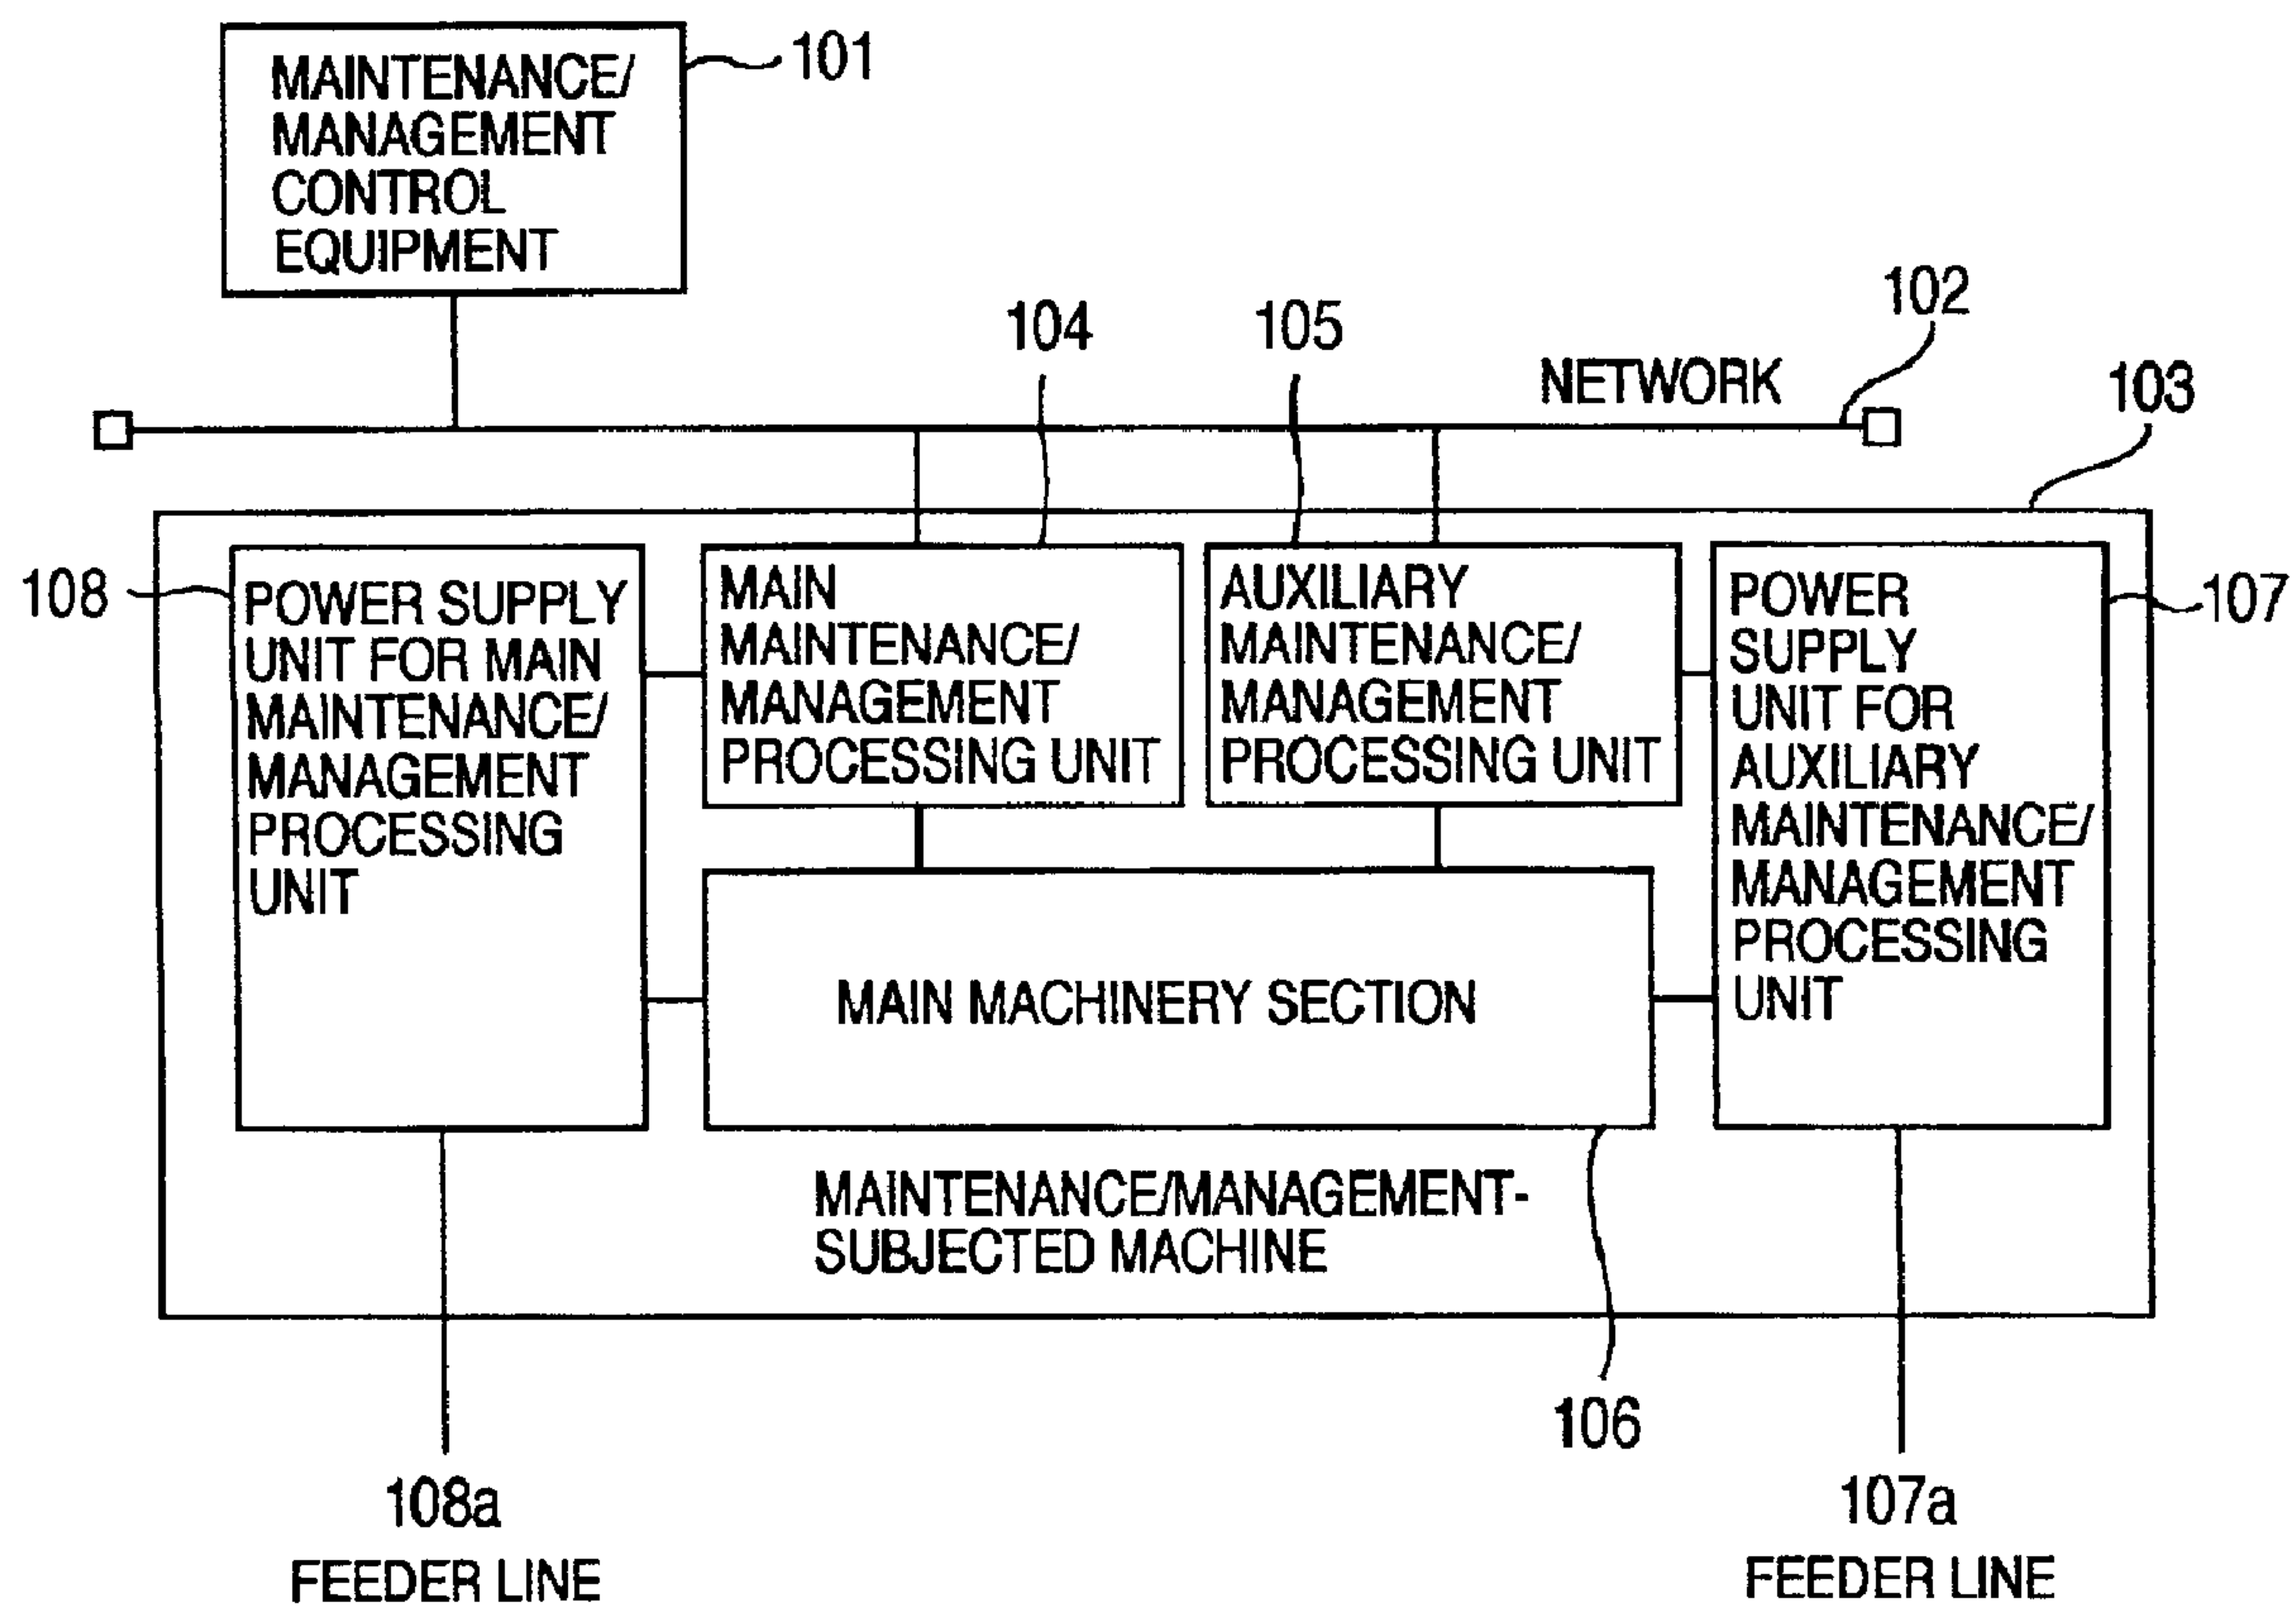 MAINTENANCE/
MANAGEMENT
CONTROL
EQUIPMENT
101
102
104
105
NETWORK
103
108
POWER SUPPLY
UNIT FOR MAIN
MAINTENANCE/
MANAGEMENT
PROCESSING
UNIT
MAIN
MAINTENANCE/
MANAGEMENT
PROCESSING UNIT
AUXILIARY
MAINTENANCE/
MANAGEMENT
PROCESSING UNIT
POWER
SUPPLY
UNIT FOR
AUXILIARY
MAINTENANCE/
MANAGEMENT
PROCESSING
UNIT
107
MAIN MACHINERY SECTION
MAINTENANCE/MANAGEMENT-
SUBJECTED MACHINE
106
108a
FEEDER LINE
107a
FEEDER LINE